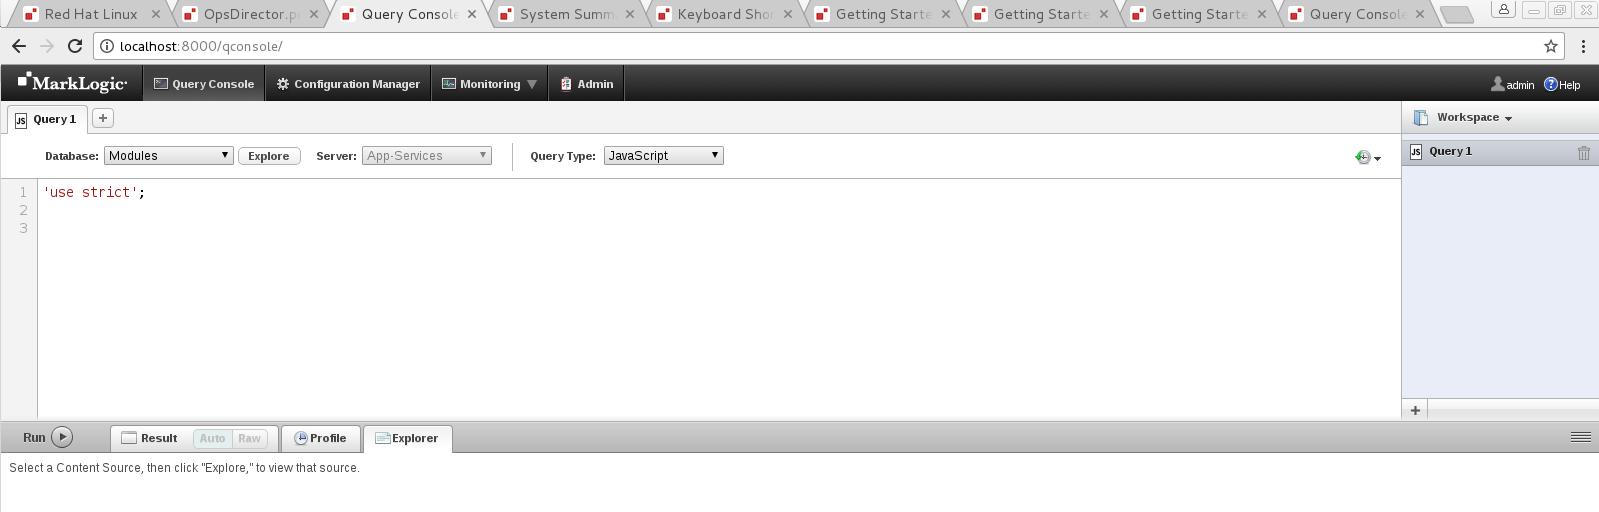 Red Hat Linux OpsDirector.p Query Console System Summ Keyboard Sho Getting Starte Getting Starte Getting Starte Query Console
localhost:8000/qconsole/
MarkLogic Query Console Configuration Manager Monitoring Admin admin Help
JS Query 1 + Workspace
Database: Modules Explore Server: App-Services Query Type: JavaScript
JS Query 1
1 'use strict';
2
3
+
Run Result Auto Raw Profile Explorer
Select a Content Source, then click "Explore," to view that source.